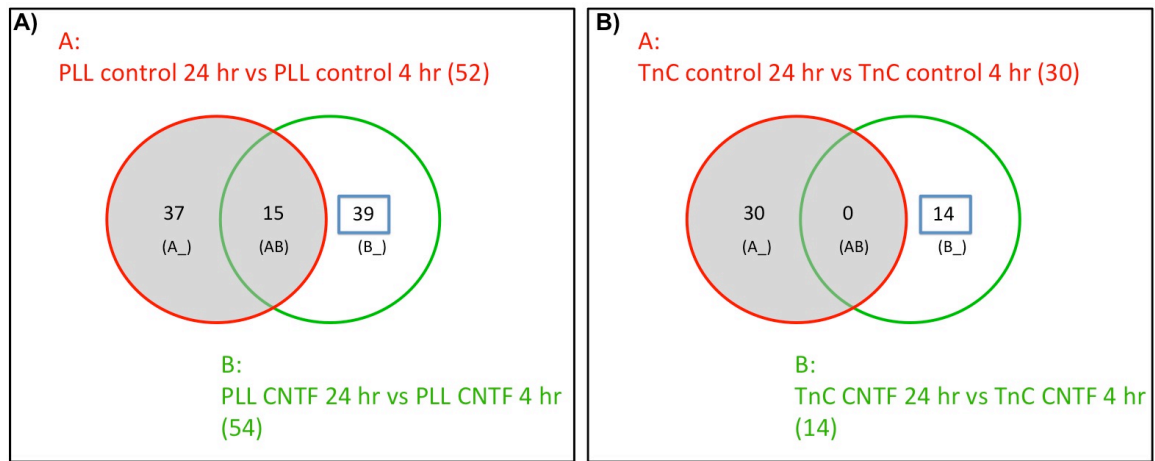 A)
A:
PLL control 24 hr vs PLL control 4 hr (52)
37
15
39
(A_)
(AB)
(B_)
B:
PLL CNTF 24 hr vs PLL CNTF 4 hr
(54)
B)
A:
TnC control 24 hr vs TnC control 4 hr (30)
30
0
14
(A_)
(AB)
(B_)
B:
TnC CNTF 24 hr vs TnC CNTF 4 hr
(14)